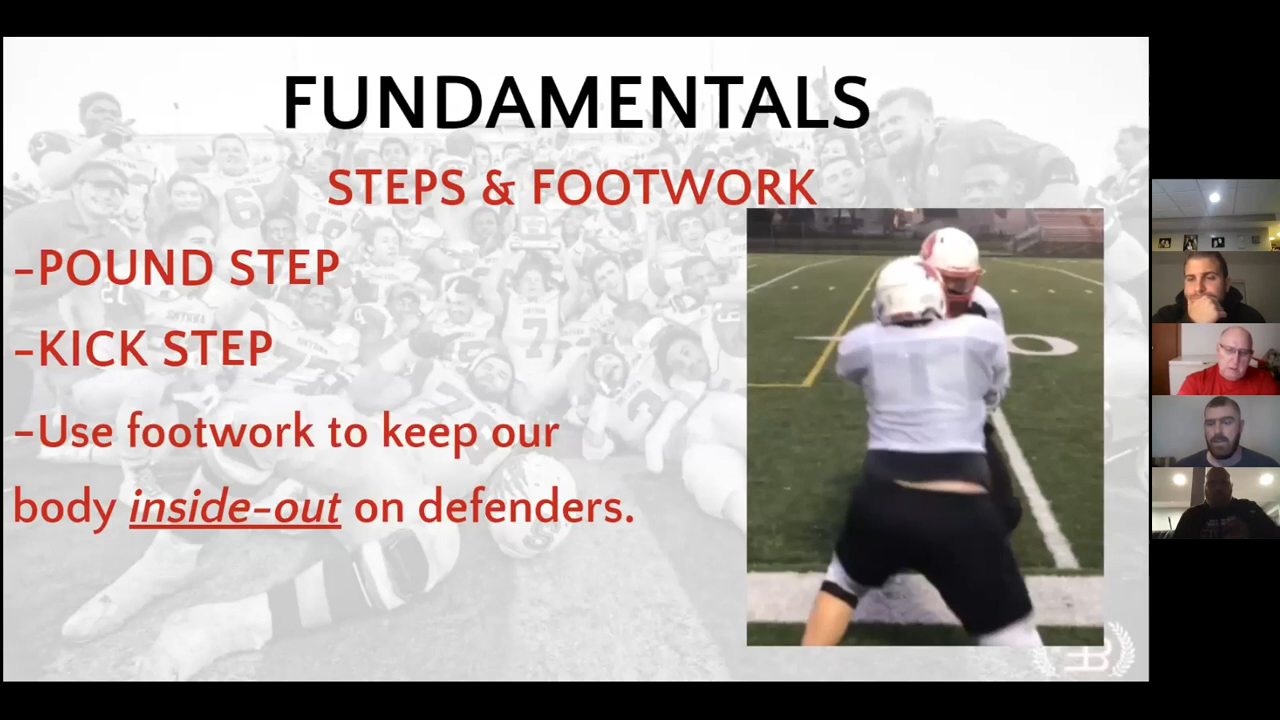 FUNDAMENTALS
STEPS & FOOTWORK
-POUND STEP
-KICK STEP
-Use footwork to keep our
body inside-out on defenders.